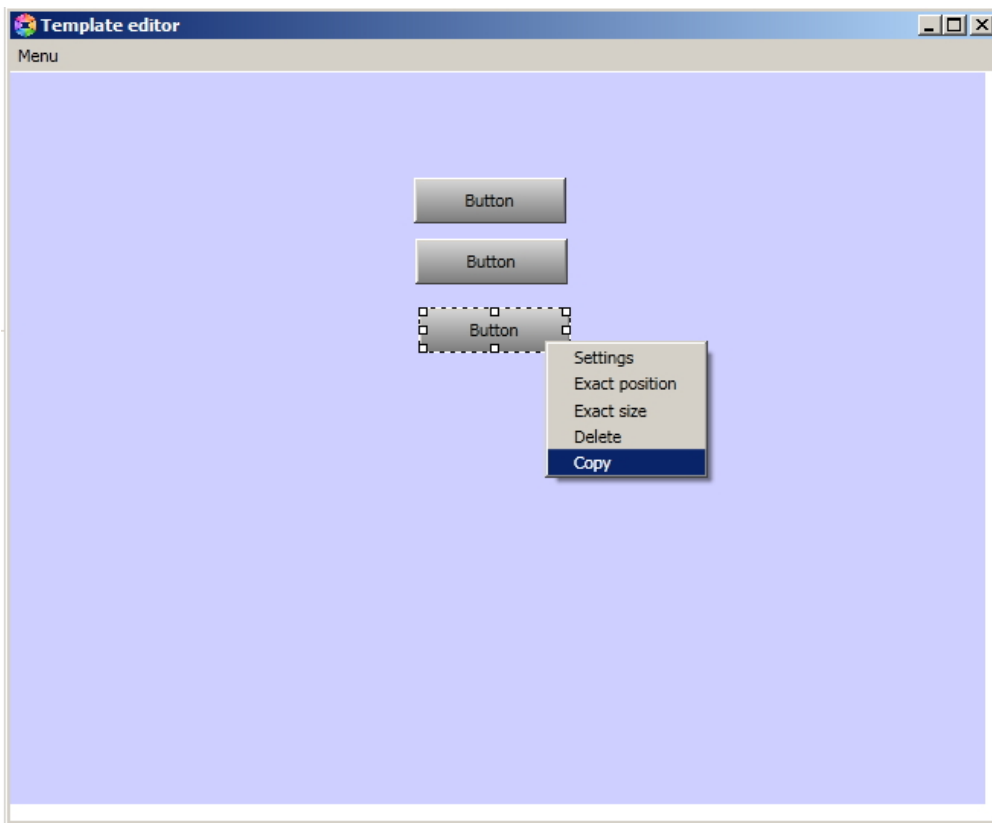 Template editor
Menu
Button
Button
Button
Settings
Exact position
Exact size
Delete
Copy